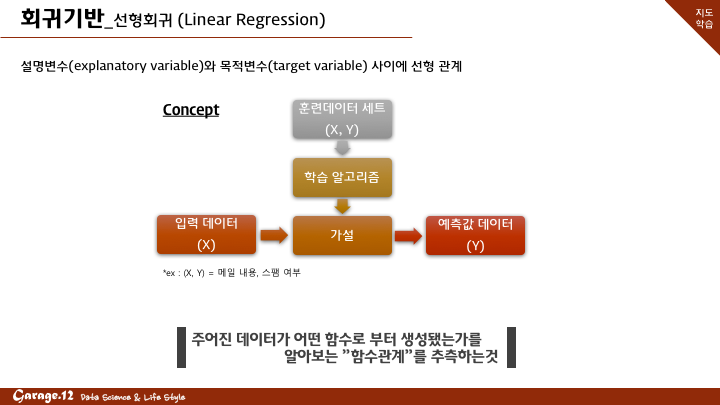 회귀기반_선형회귀 (Linear Regression)
지도
학습
설명변수(explanatory variable)와 목적변수(target variable) 사이에 선형 관계
Concept
훈련데이터 세트
(X, Y)
학습 알고리즘
입력 데이터
(X)
가설
예측값 데이터
(Y)
*ex : (X, Y) = 메일 내용, 스팸 여부
주어진 데이터가 어떤 함수로 부터 생성됐는가를
알아보는 ”함수관계”를 추측하는것
Garage.12 Data Science & Life Style